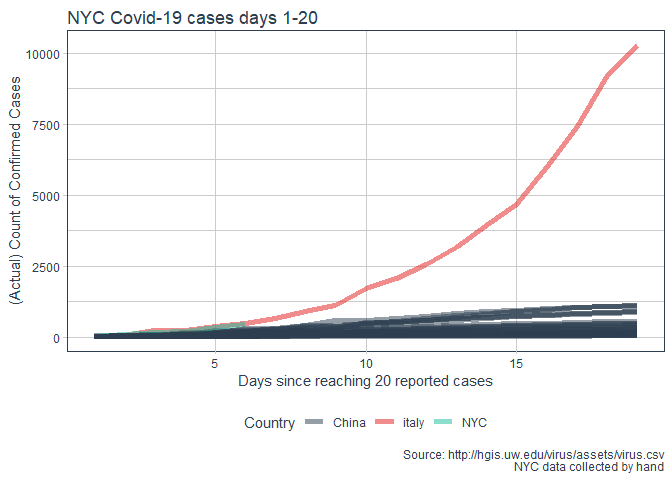 NYC Covid-19 cases days 1-20
(Actual) Count of Confirmed Cases
10000
7500
5000
2500
0
5
10
15
Days since reaching 20 reported cases
Country China italy NYC
Source: http://hgis.uw.edu/virus/assets/virus.csv
NYC data collected by hand